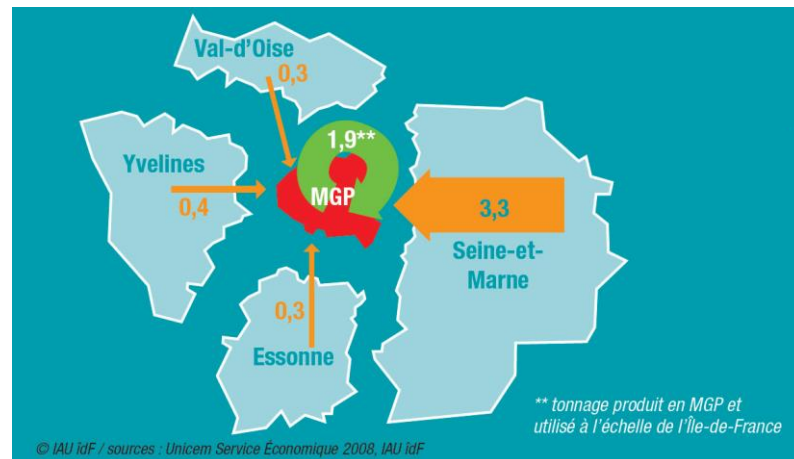 Val-d'Oise
0,3
1,9**
Yvelines
MGP
0,4
3,3
Seine-et-
Marne
0,3
Essonne
** tonnage produit en MGP et
utilisé à l'échelle de l'Île-de-France
© IAU îdF / sources : Unicem Service Économique 2008, IAU îdF